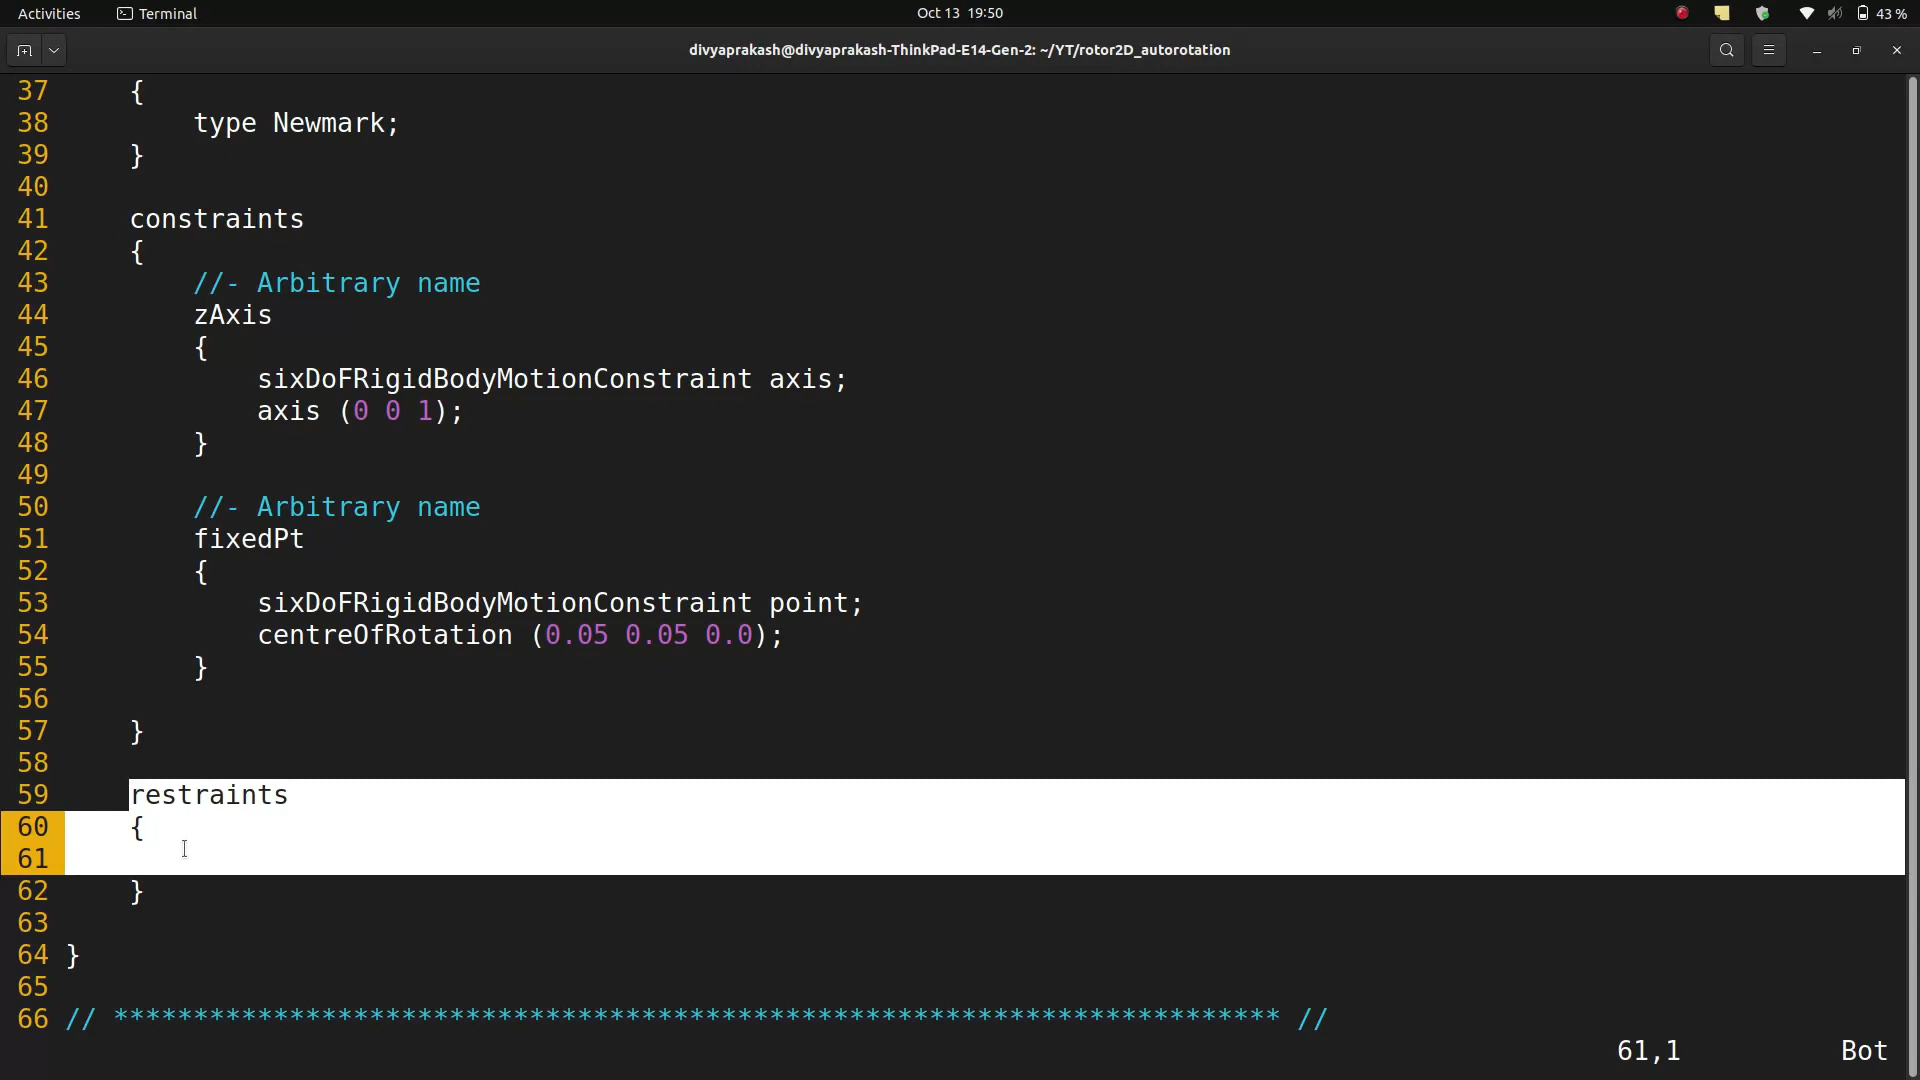 Activities Terminal Oct 13 19:50 43 %
divyaprakash@divyaprakash-ThinkPad-E14-Gen-2: ~/YT/rotor2D_autorotation
37 {
38 type Newmark;
39 }
40
41 constraints
42 {
43 //- Arbitrary name
44 zAxis
45 {
46 sixDoFRigidBodyMotionConstraint axis;
47 axis (0 0 1);
48 }
49
50 //- Arbitrary name
51 fixedPt
52 {
53 sixDoFRigidBodyMotionConstraint point;
54 centreOfRotation (0.05 0.05 0.0);
55 }
56
57 }
58
59 restraints
60 {
61
62 }
63
64 }
65
66 // ************************************************************************* //
61,1 Bot